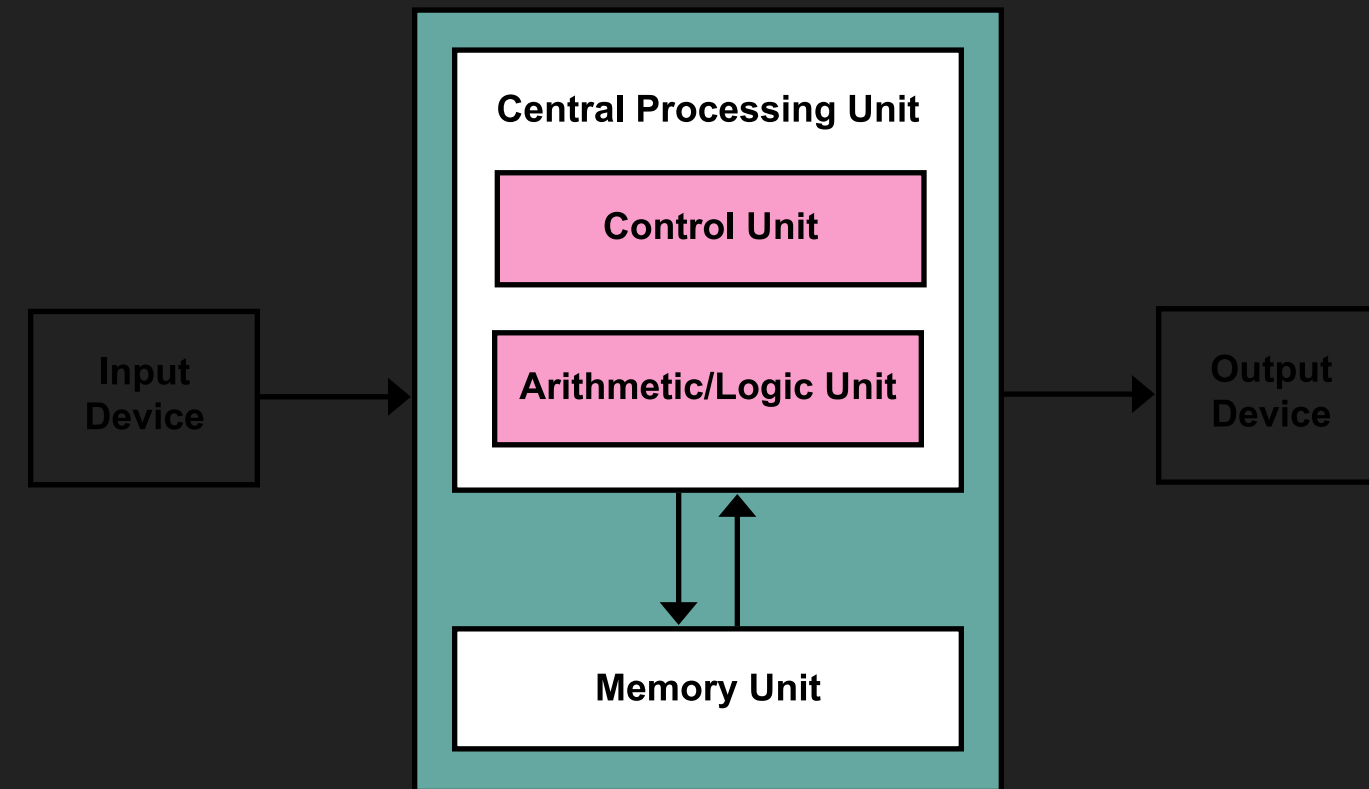 Central Processing Unit
Control Unit
Arithmetic/Logic Unit
Input
Device
Output
Device
Memory Unit